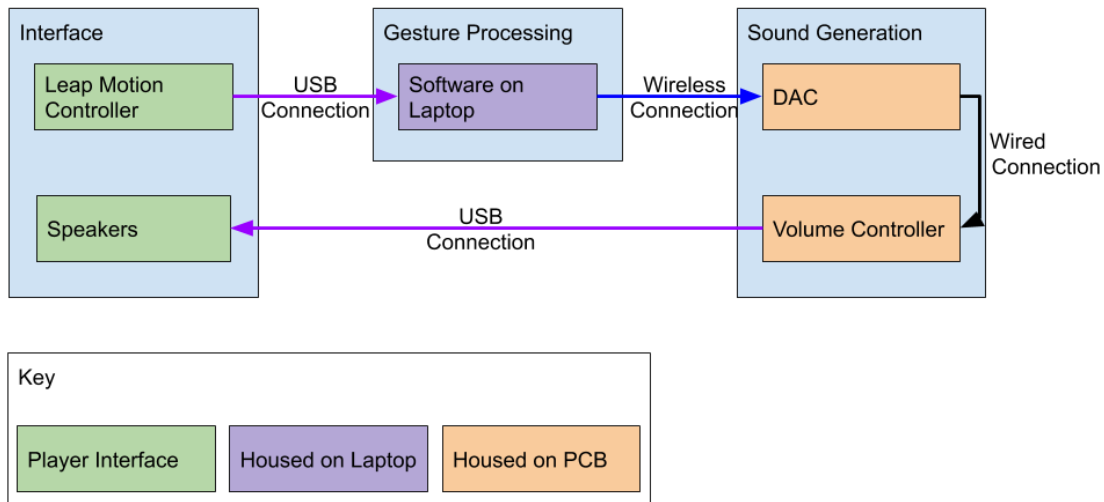 Interface
Gesture Processing
Sound Generation
Leap Motion
Controller
USB
Connection
Software on
Laptop
Wireless
Connection
DAC
Wired
Connection
Speakers
USB
Connection
Volume Controller
Key
Player Interface
Housed on Laptop
Housed on PCB